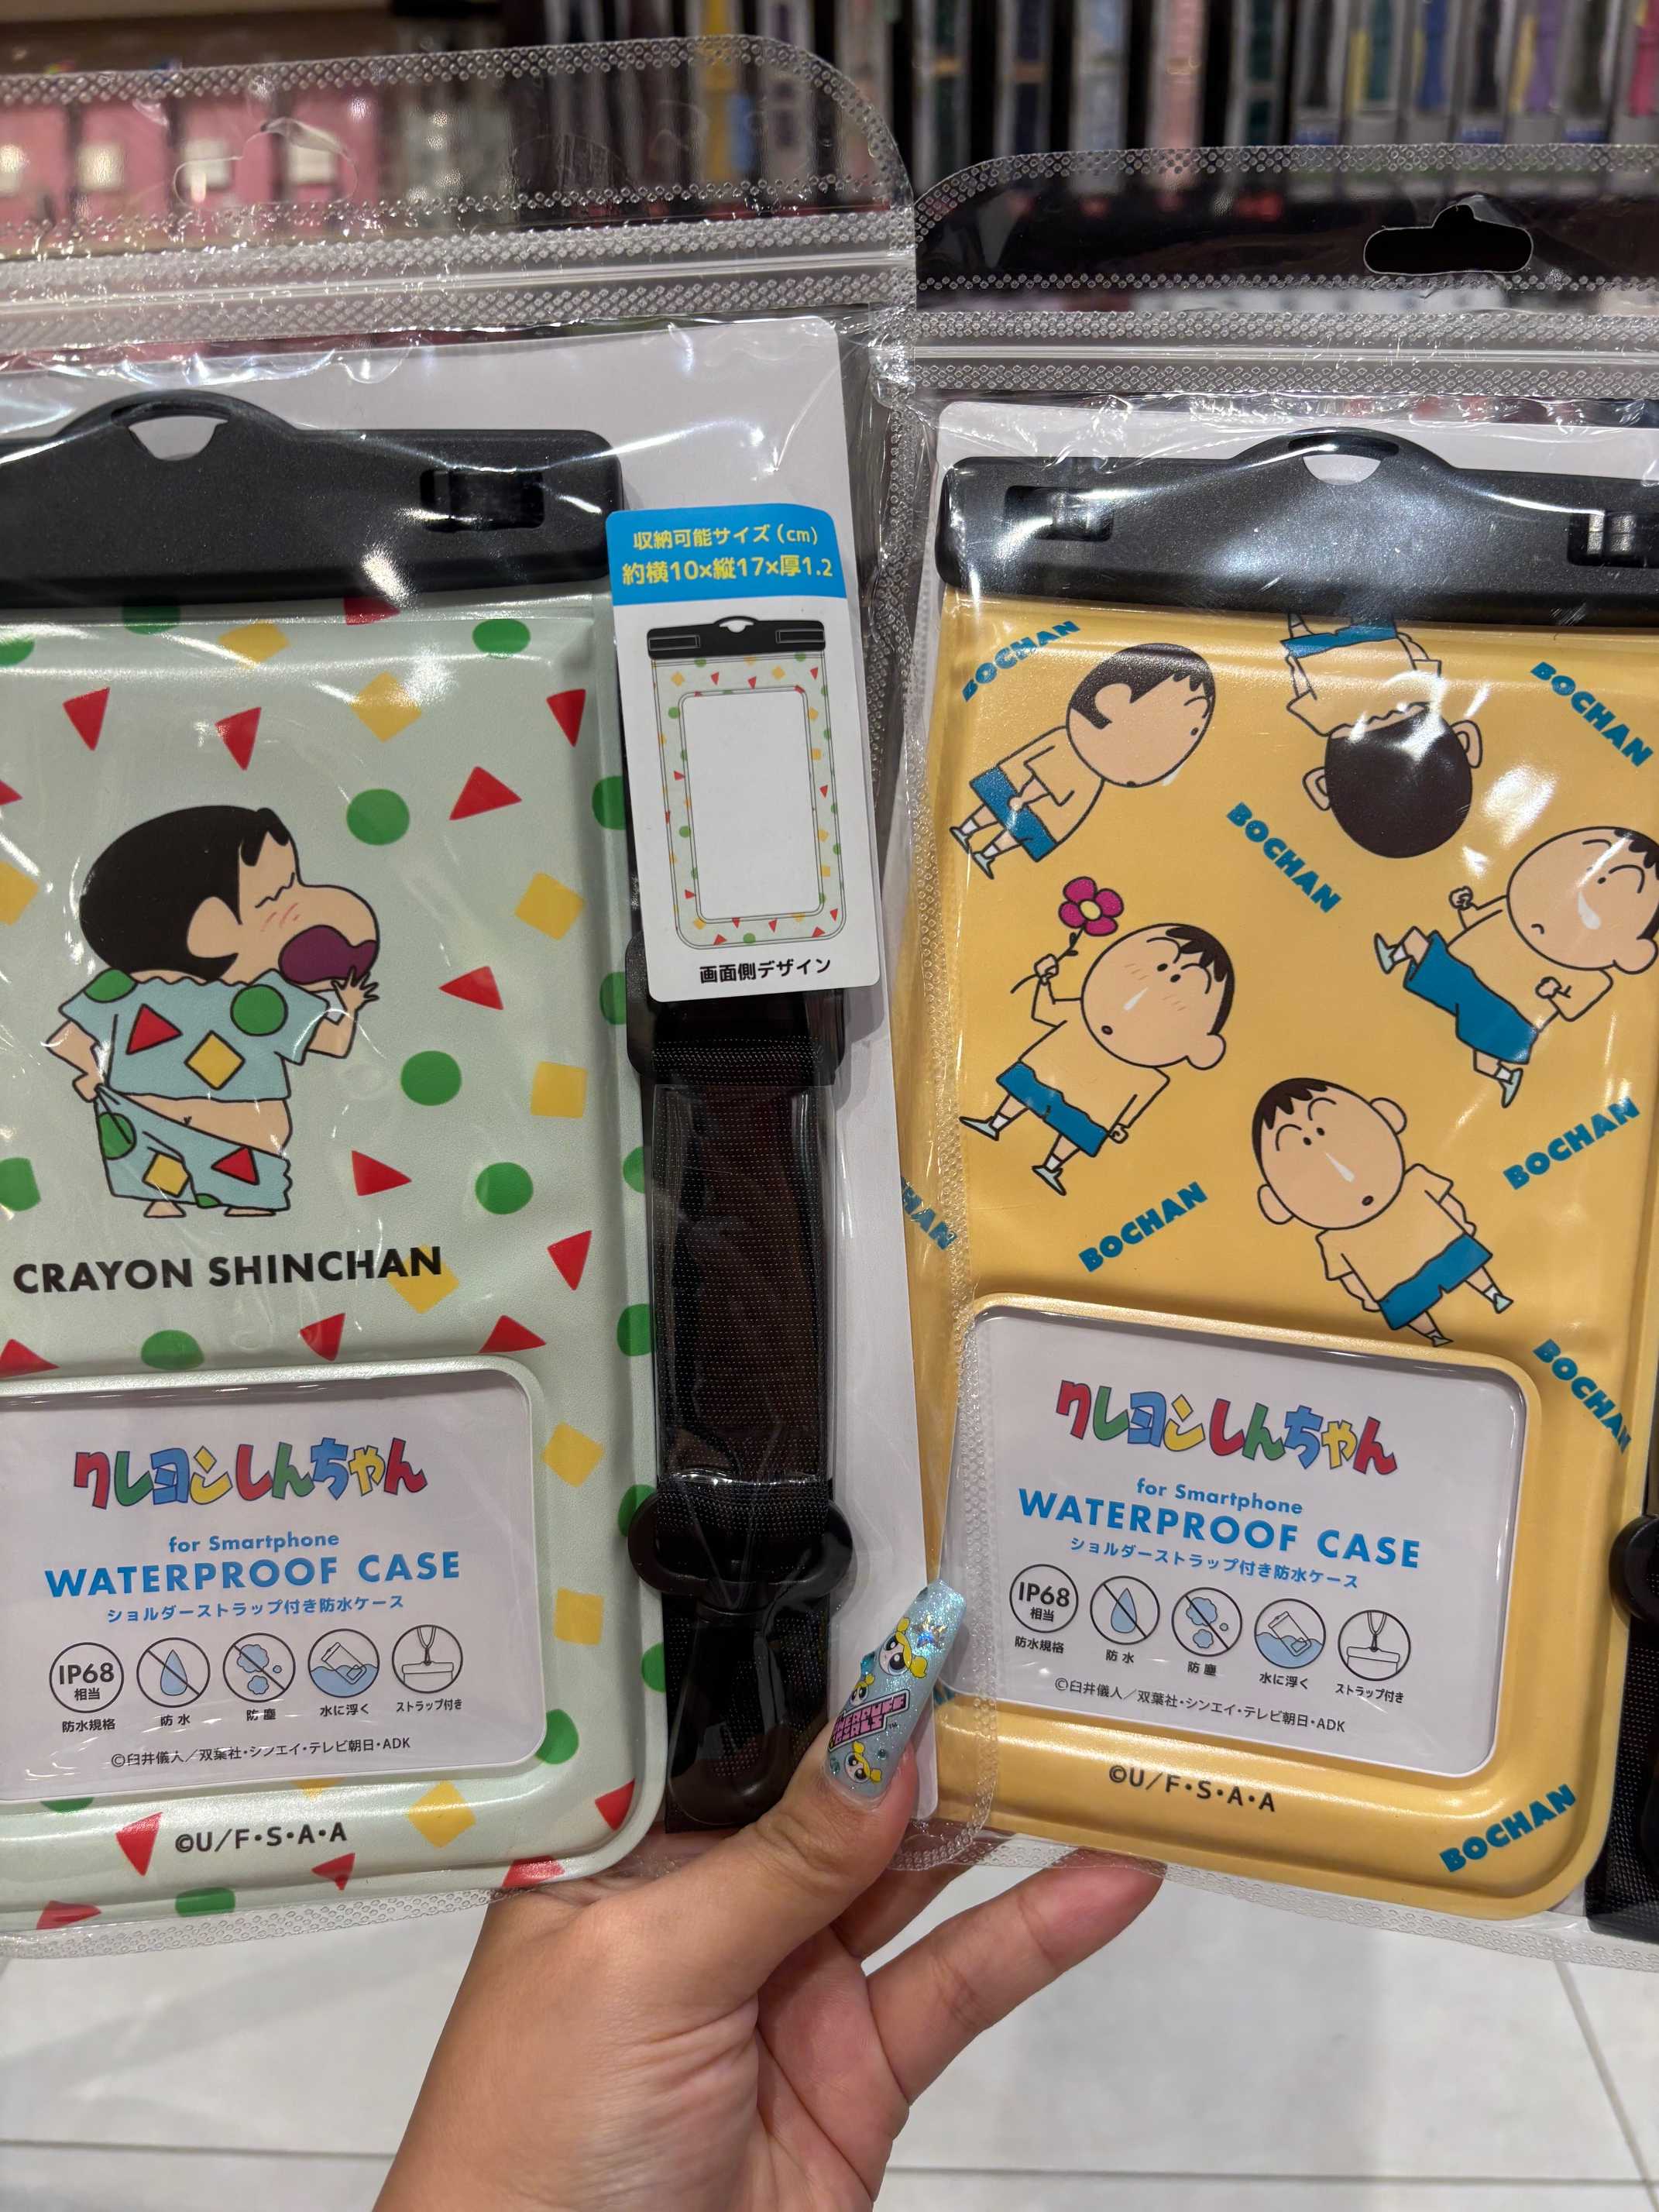 収納可能サイズ(cm)
約横10×縦17×厚1.2
画面側デザイン
CRAYON SHINCHAN
クレヨンしんちゃん
for Smartphone
WATERPROOF CASE
ショルダーストラップ付き防水ケース
IP68
相当
防水規格
防水
防塵
水に浮く
ストラップ付き
©臼井儀人／双葉社・シンエイ・テレビ朝日・ADK
©U/F・S・A・A
BOCHAN
BOCHAN
BOCHAN
BOCHAN
BOCHAN
HAN
BOCHAN
クレヨンしんちゃん
for Smartphone
WATERPROOF CASE
ショルダーストラップ付き防水ケース
IP68
相当
防水規格
防水
防塵
水に浮く
ストラップ付き
©臼井儀人／双葉社・シンエイ・テレビ朝日・ADK
©U/F・S・A・A
BOCHAN